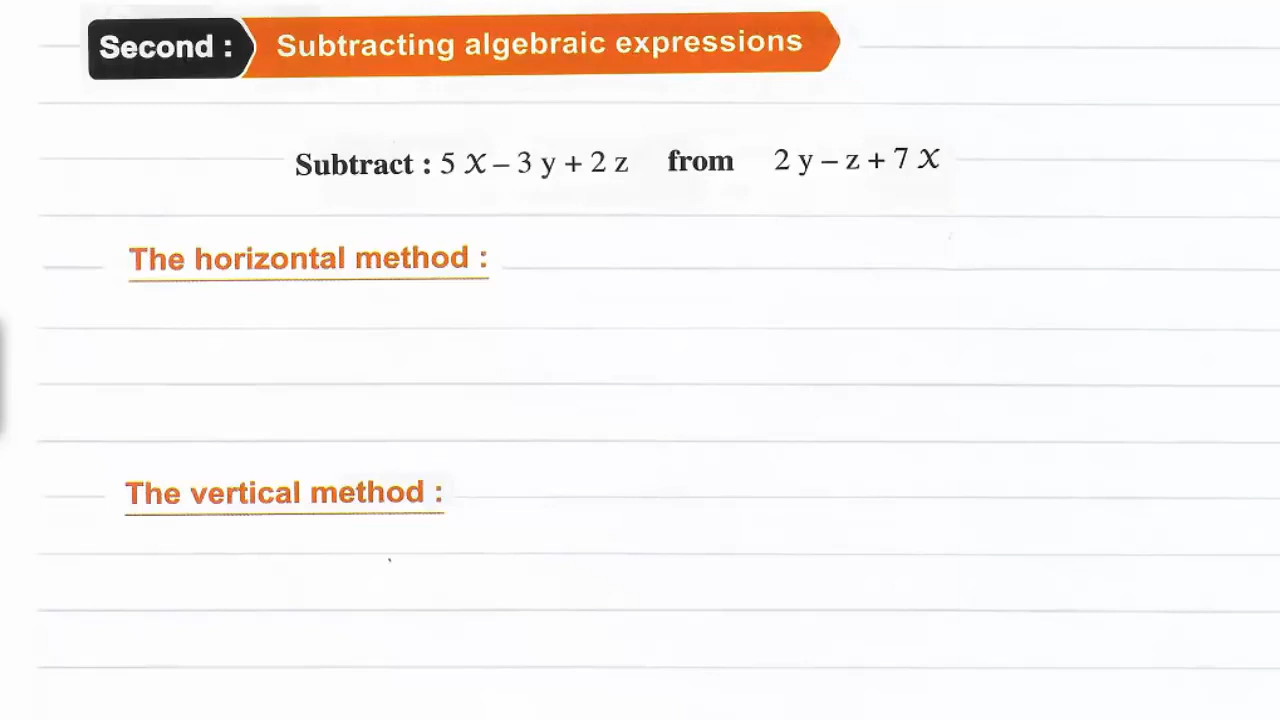 Second : Subtracting algebraic expressions
Subtract : 5 x – 3 y + 2 z from 2 y – z + 7 x
The horizontal method :
The vertical method :